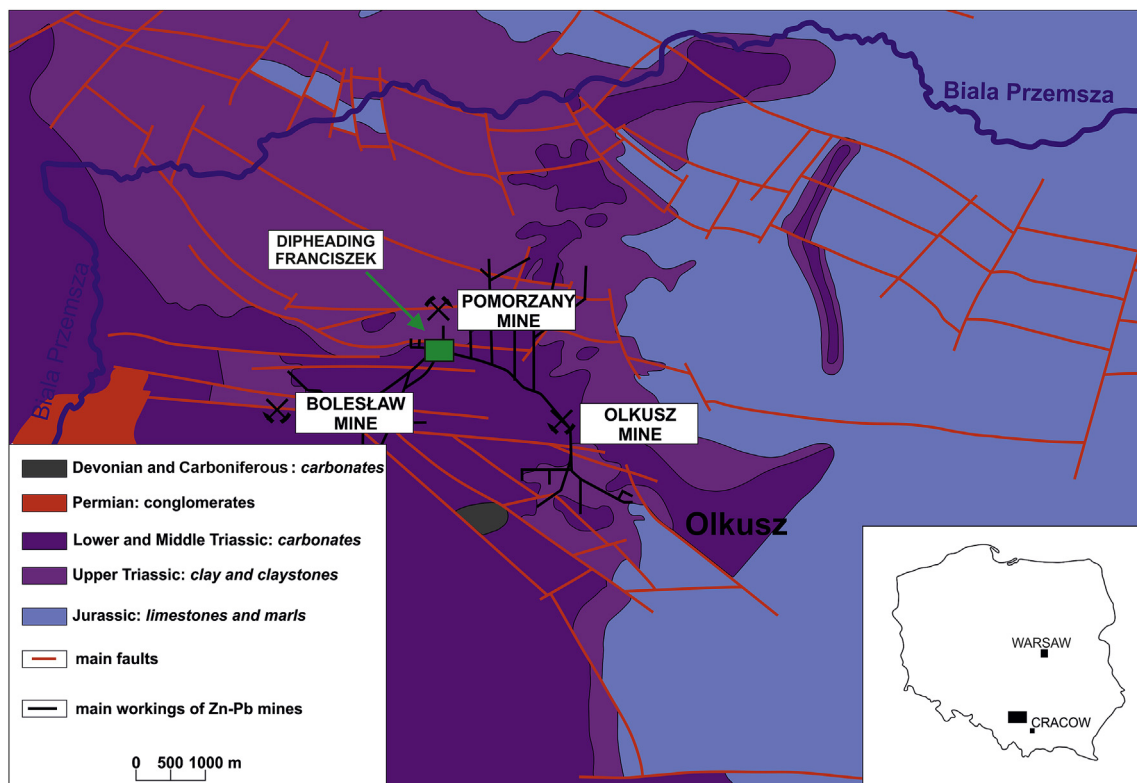 Biala Przemsza
DIPHEADING
FRANCISZEK
POMORZANY
MINE
Biala Przemsza
BOLESŁAW
MINE
OLKUSZ
MINE
Olkusz
Devonian and Carboniferous : carbonates
Permian: conglomerates
Lower and Middle Triassic: carbonates
Upper Triassic: clay and claystones
Jurassic: limestones and marls
main faults
main workings of Zn-Pb mines
0 500 1000 m
WARSAW
CRACOW